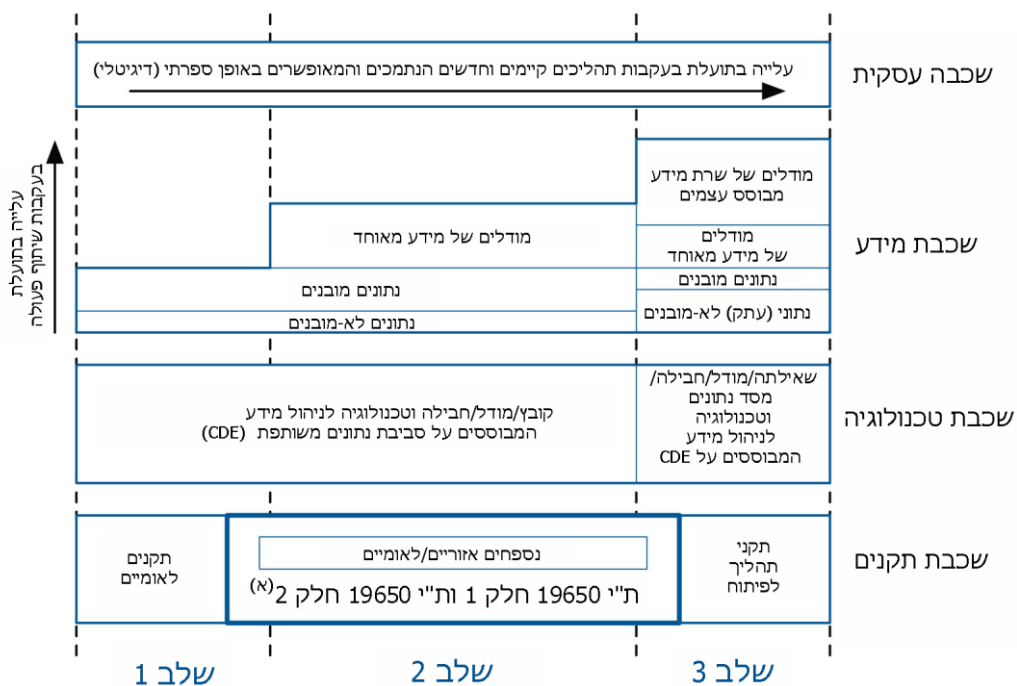 שכבה עסקית
עלייה בתועלת בעקבות תהליכים קיימים וחדשים הנתמכים והמאופשרים באופן ספרתי (דיגיטלי)
שכבת מידע
מודלים של שרת מידע
מבוסס עצמים
מודלים
של מידע מאוחד
נתונים מובנים
נתוני (עתק) לא-מובנים
מודלים של מידע מאוחד
נתונים מובנים
נתונים לא-מובנים
עלייה בתועלת
בעקבות שיתוף פעולה
שכבת טכנולוגיה
שאילתה/מודל/חבילה/
מסד נתונים
וטכנולוגיה
לניהול מידע
המבוססים על CDE
קובץ/מודל/חבילה וטכנולוגיה לניהול מידע
המבוססים על סביבת נתונים משותפת (CDE)
שכבת תקנים
תקני
תהליך
לפיתוח
נספחים אזוריים/לאומיים
ת"י 19650 חלק 1 ות"י 19650 חלק 2(א)
תקנים
לאומיים
שלב 3
שלב 2
שלב 1